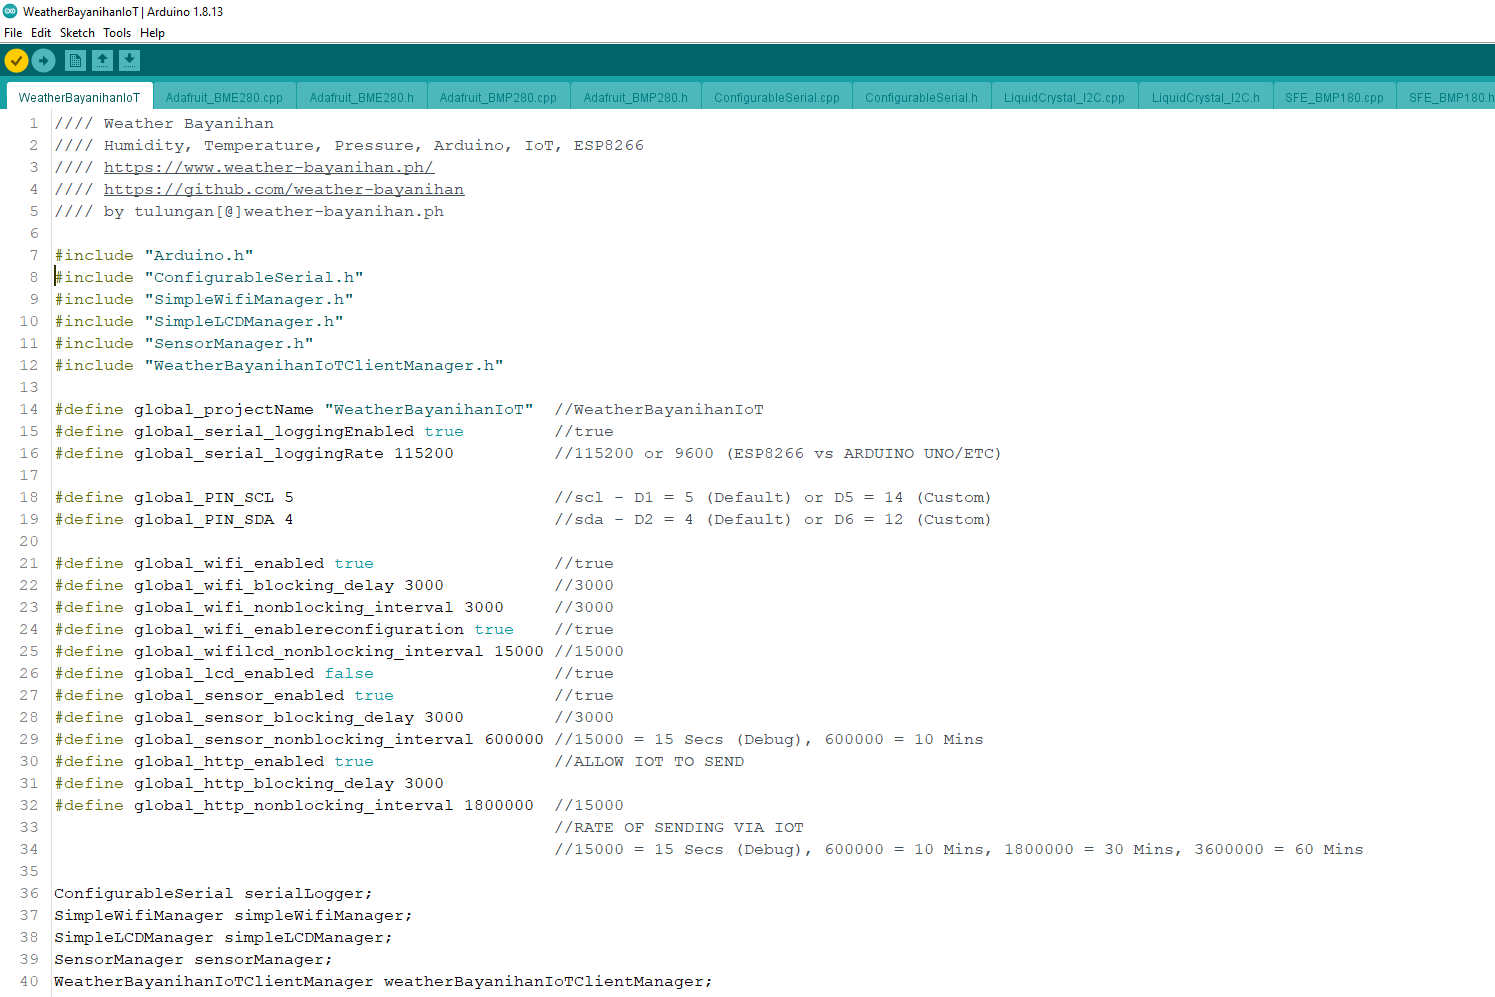 WeatherBayanihanIoT | Arduino 1.8.13
File Edit Sketch Tools Help
WeatherBayanihanIoT Adafruit_BME280.cpp Adafruit_BME280.h Adafruit_BMP280.cpp Adafruit_BMP280.h ConfigurableSerial.cpp ConfigurableSerial.h LiquidCrystal_I2C.cpp LiquidCrystal_I2C.h SFE_BMP180.cpp SFE_BMP180.h
1 //// Weather Bayanihan
2 //// Humidity, Temperature, Pressure, Arduino, IoT, ESP8266
3 //// https://www.weather-bayanihan.ph/
4 //// https://github.com/weather-bayanihan
5 //// by tulungan[@]weather-bayanihan.ph
6
7 #include "Arduino.h"
8 #include "ConfigurableSerial.h"
9 #include "SimpleWifiManager.h"
10 #include "SimpleLCDManager.h"
11 #include "SensorManager.h"
12 #include "WeatherBayanihanIoTClientManager.h"
13
14 #define global_projectName "WeatherBayanihanIoT" //WeatherBayanihanIoT
15 #define global_serial_loggingEnabled true //true
16 #define global_serial_loggingRate 115200 //115200 or 9600 (ESP8266 vs ARDUINO UNO/ETC)
17
18 #define global_PIN_SCL 5 //scl - D1 = 5 (Default) or D5 = 14 (Custom)
19 #define global_PIN_SDA 4 //sda - D2 = 4 (Default) or D6 = 12 (Custom)
20
21 #define global_wifi_enabled true //true
22 #define global_wifi_blocking_delay 3000 //3000
23 #define global_wifi_nonblocking_interval 3000 //3000
24 #define global_wifi_enablereconfiguration true //true
25 #define global_wifilcd_nonblocking_interval 15000 //15000
26 #define global_lcd_enabled false //true
27 #define global_sensor_enabled true //true
28 #define global_sensor_blocking_delay 3000 //3000
29 #define global_sensor_nonblocking_interval 600000 //15000 = 15 Secs (Debug), 600000 = 10 Mins
30 #define global_http_enabled true //ALLOW IOT TO SEND
31 #define global_http_blocking_delay 3000
32 #define global_http_nonblocking_interval 1800000 //15000
33 //RATE OF SENDING VIA IOT
34 //15000 = 15 Secs (Debug), 600000 = 10 Mins, 1800000 = 30 Mins, 3600000 = 60 Mins
35
36 ConfigurableSerial serialLogger;
37 SimpleWifiManager simpleWifiManager;
38 SimpleLCDManager simpleLCDManager;
39 SensorManager sensorManager;
40 WeatherBayanihanIoTClientManager weatherBayanihanIoTClientManager;